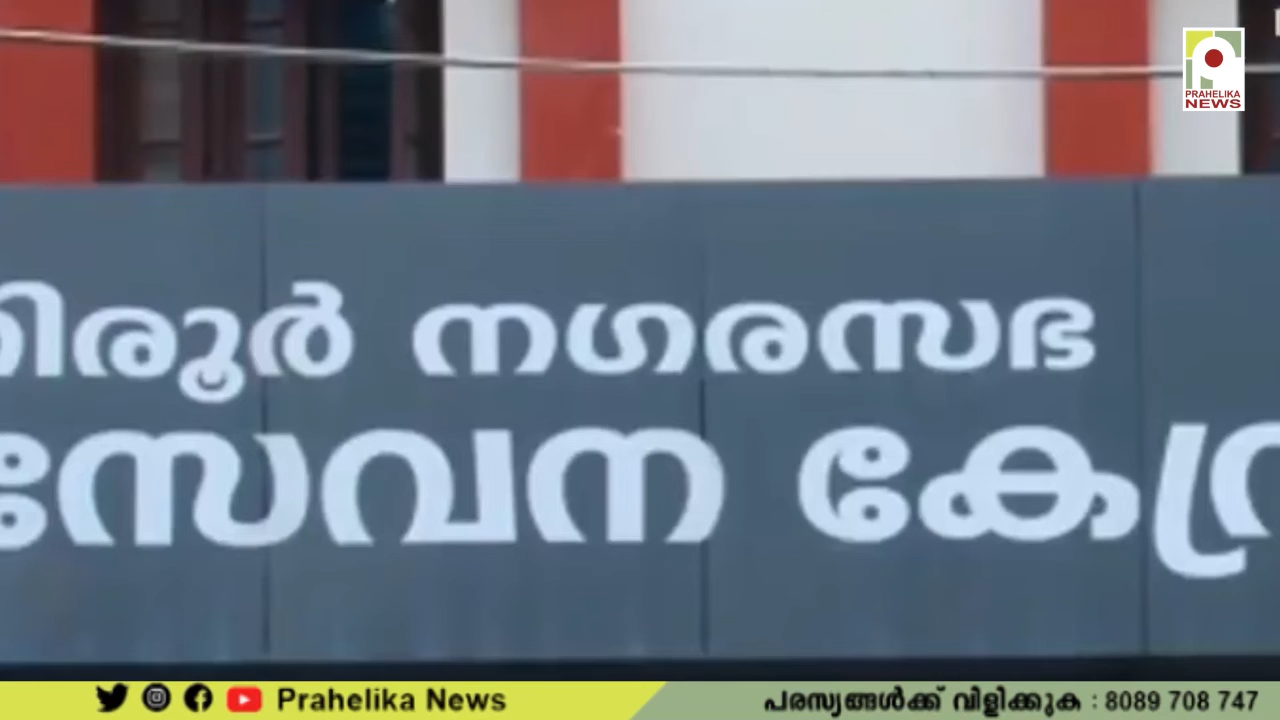 PRAHELIKA
NEWS
തിരൂർ നഗരസഭ
സേവന
Prahelika News
പരസ്യങ്ങൾക്ക് വിളിക്കുക : 8089 708 747